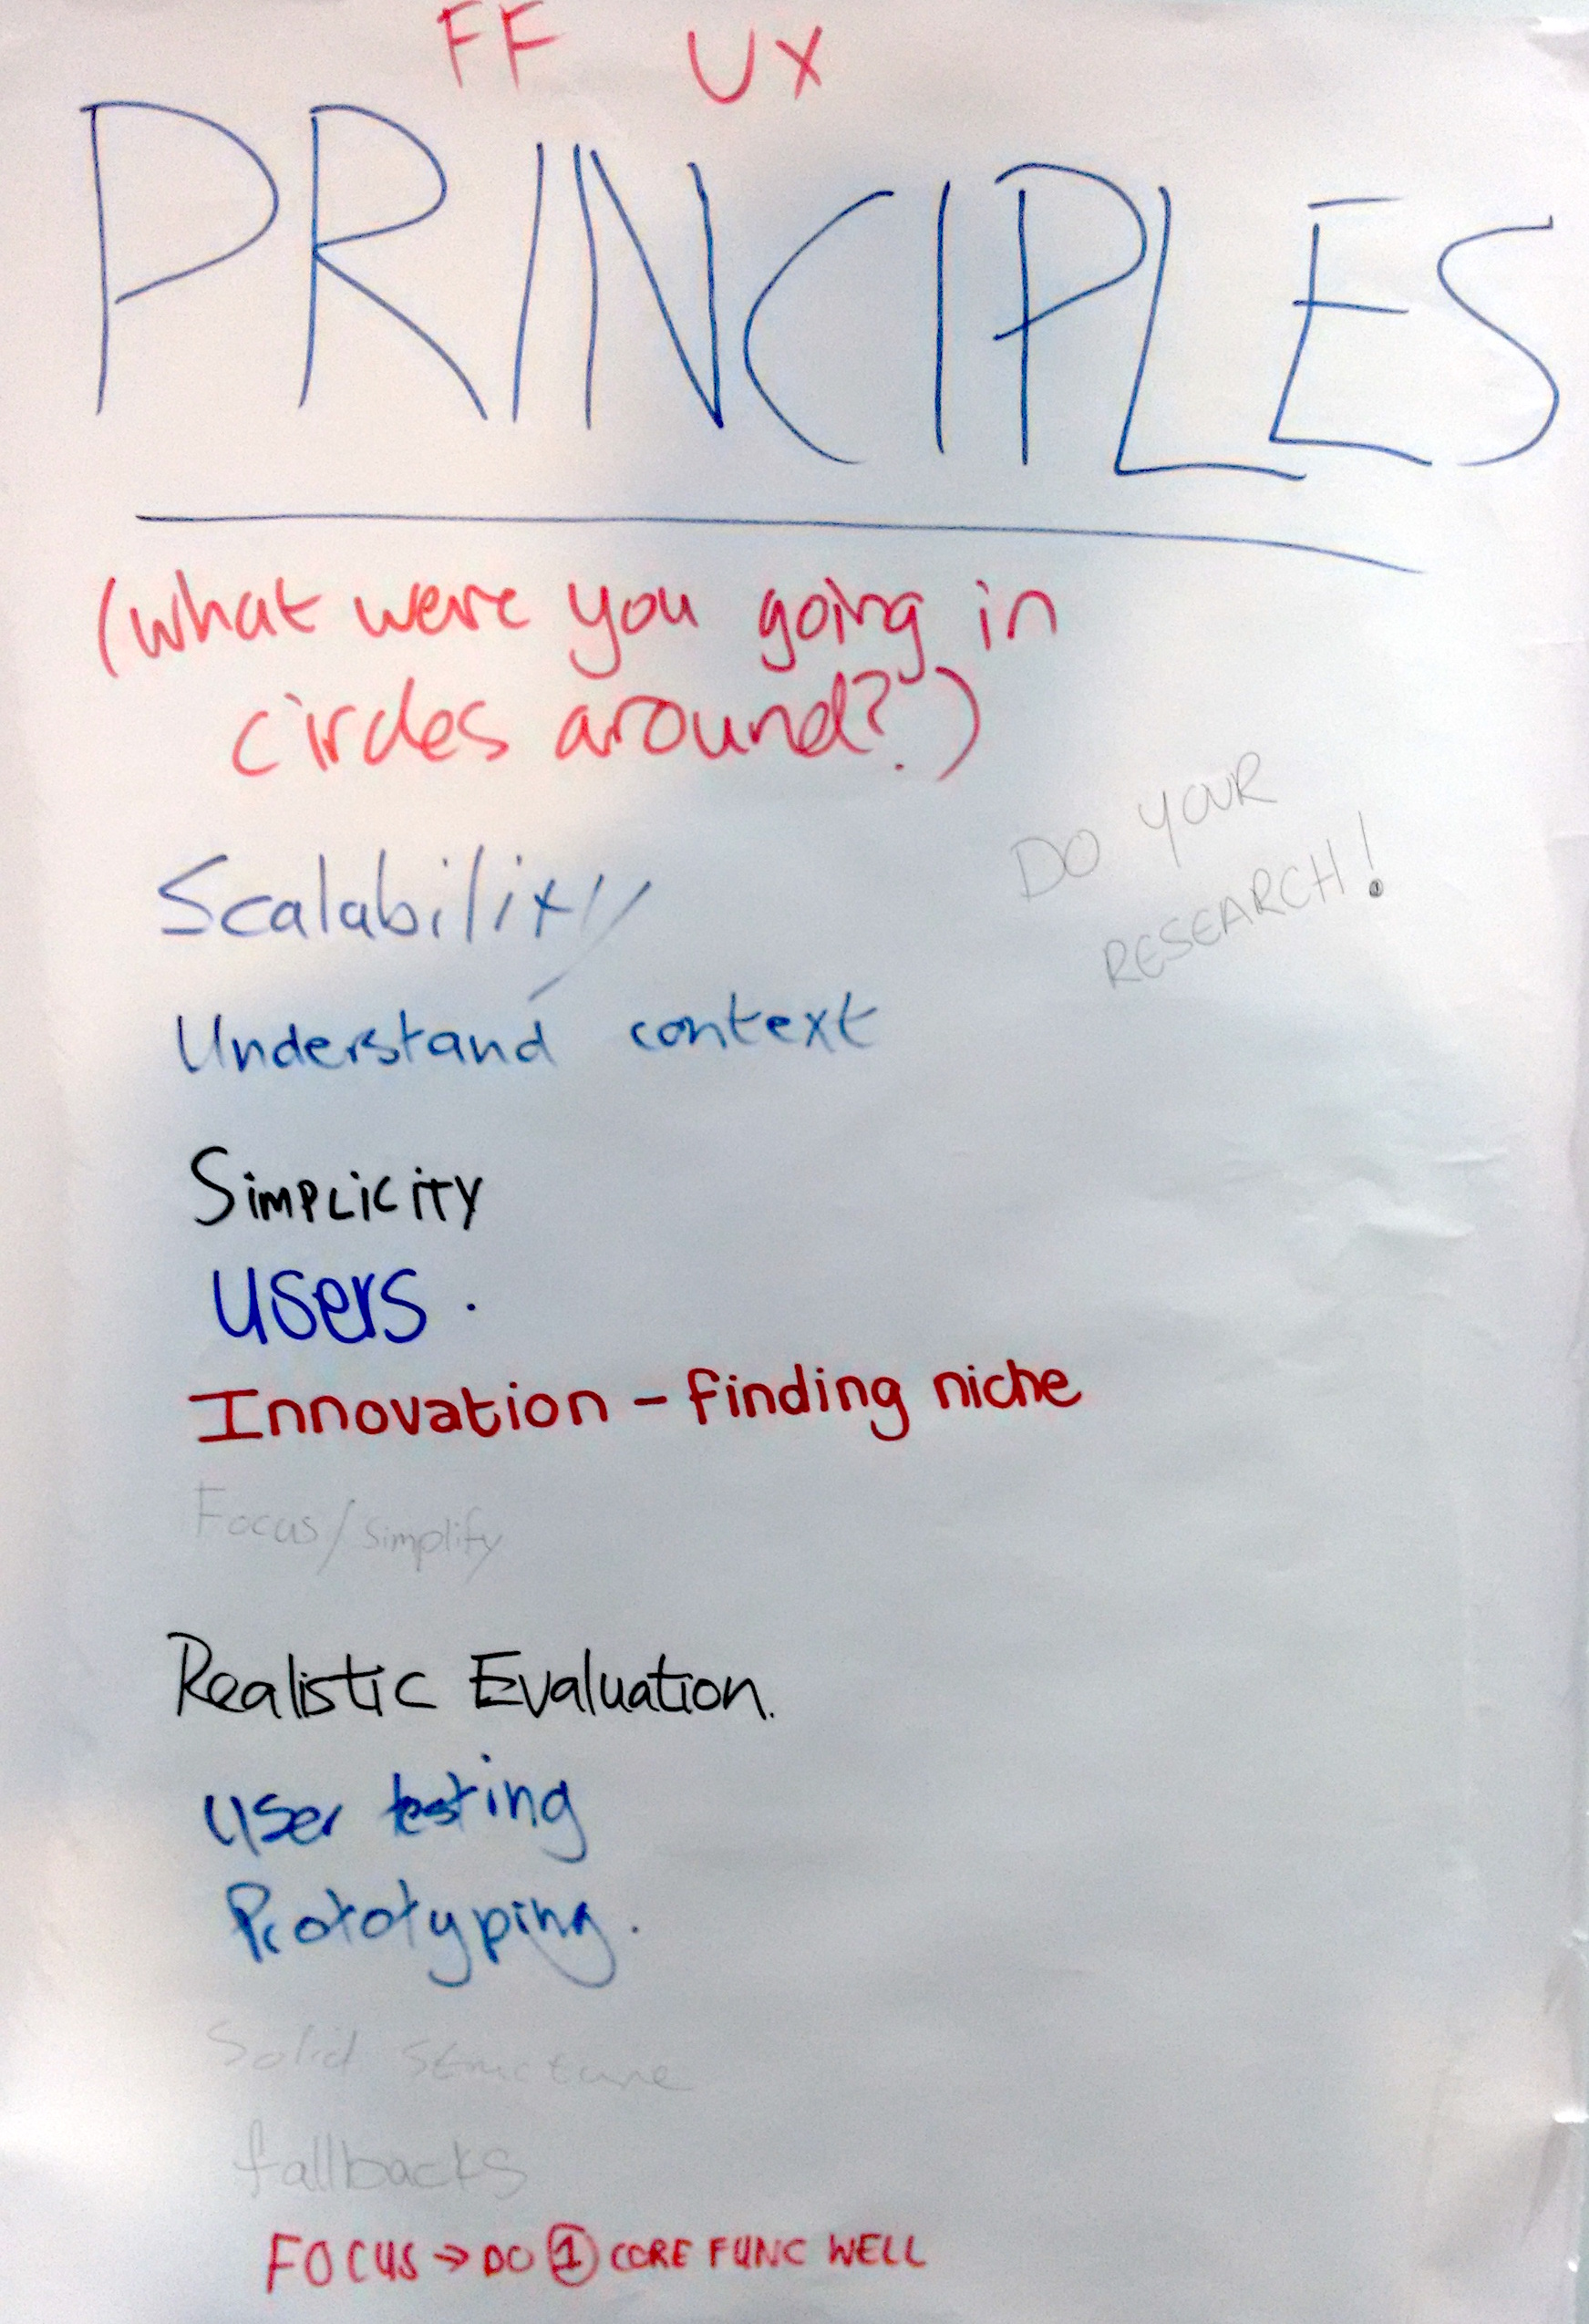 FF UX
PRINCIPLES
(what were you going in
circles around?)
DO YOUR
RESEARCH!
Scalability
Understand context
SIMPLICITY
Users.
Innovation - finding niche
Focus/simplify
Realistic Evaluation.
User testing
Prototyping.
Solid structure
fallbacks
FOCUS → DO ① CORE FUNC WELL